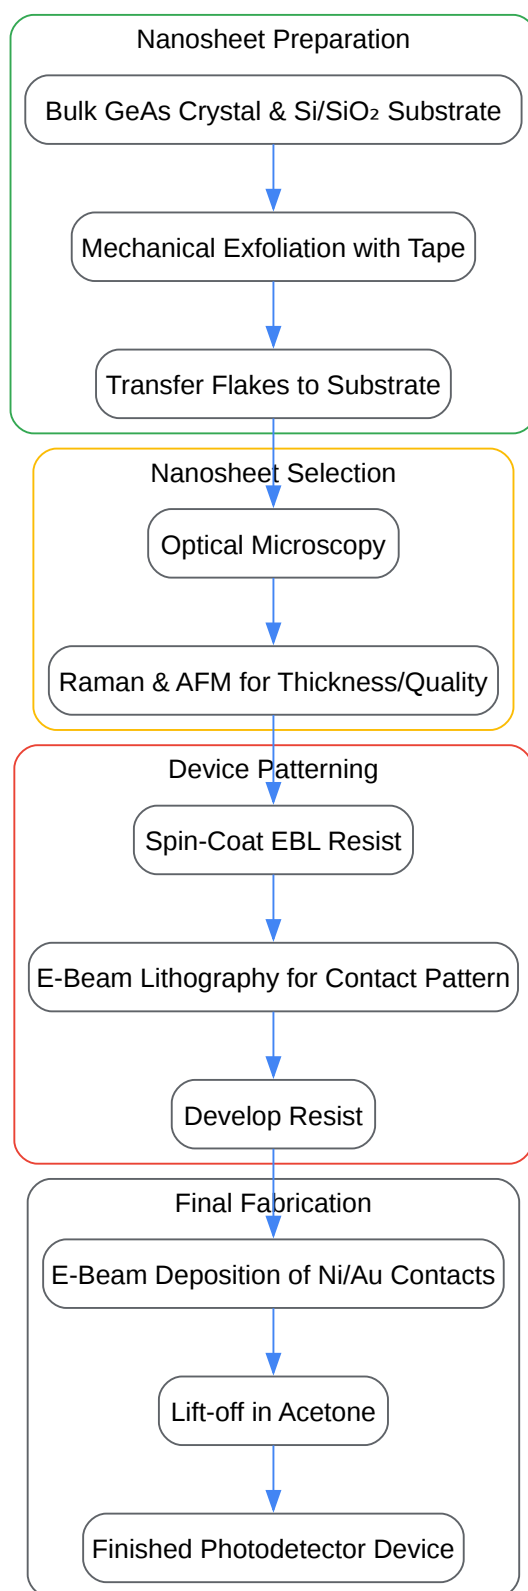 Nanosheet Preparation
Bulk GeAs Crystal & Si/SiO₂ Substrate
Mechanical Exfoliation with Tape
Transfer Flakes to Substrate
Nanosheet Selection
Optical Microscopy
Raman & AFM for Thickness/Quality
Device Patterning
Spin-Coat EBL Resist
E-Beam Lithography for Contact Pattern
Develop Resist
Final Fabrication
E-Beam Deposition of Ni/Au Contacts
Lift-off in Acetone
Finished Photodetector Device